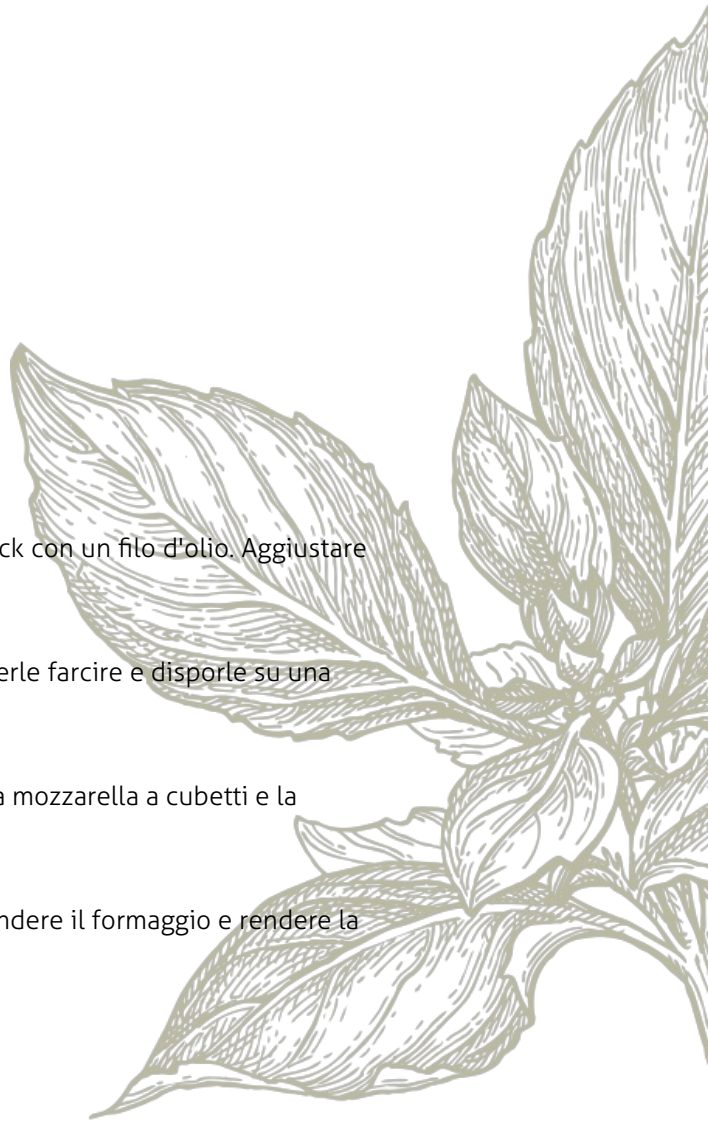 ck con un filo d'olio. Aggiustare
erle farcire e disporle su una
a mozzarella a cubetti e la
ndere il formaggio e rendere la